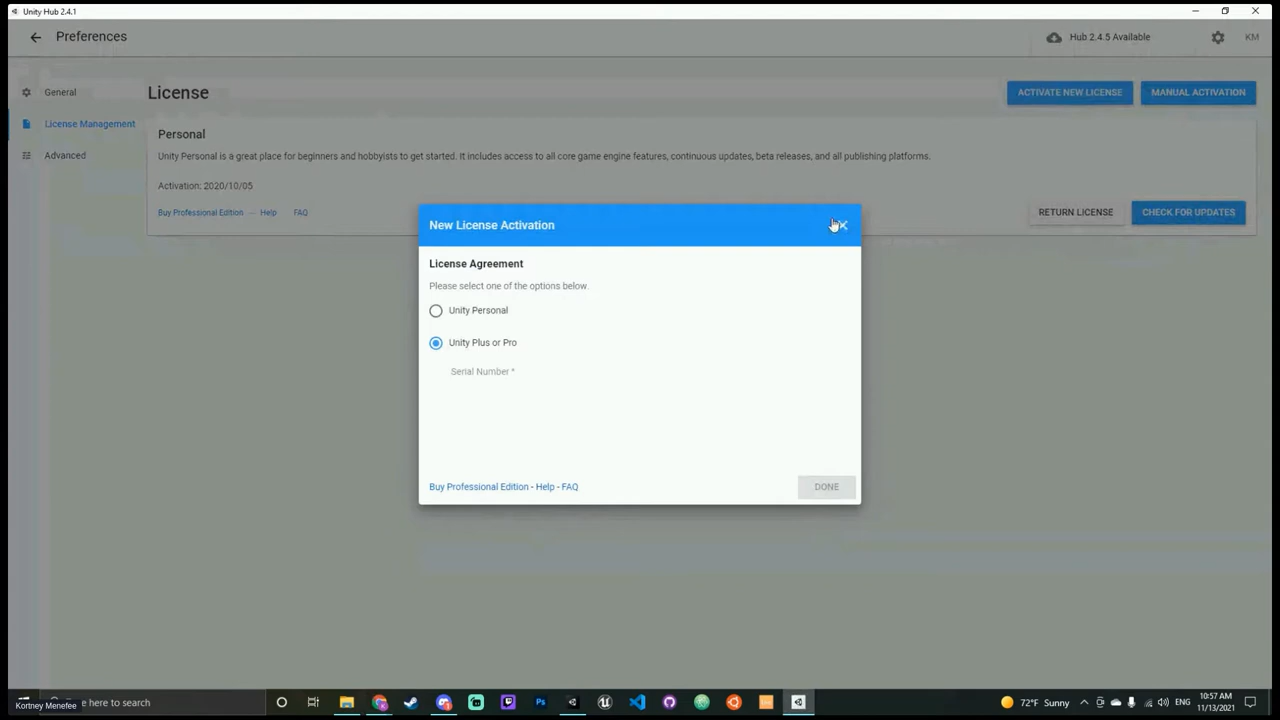 Unity Hub 2.4.1
Preferences
Hub 2.4.5 Available
KM
General
License Management
Advanced
License
ACTIVATE NEW LICENSE
MANUAL ACTIVATION
Personal
Unity Personal is a great place for beginners and hobbyists to get started. It includes access to all core game engine features, continuous updates, beta releases, and all publishing platforms.
Activation: 2020/10/05
Buy Professional Edition - Help FAQ
RETURN LICENSE
CHECK FOR UPDATES
New License Activation
License Agreement
Please select one of the options below.
Unity Personal
Unity Plus or Pro
Serial Number *
Buy Professional Edition - Help - FAQ
DONE
Kortney Menefee
here to search
Ps
72°F Sunny
ENG
10:57 AM
11/13/2021